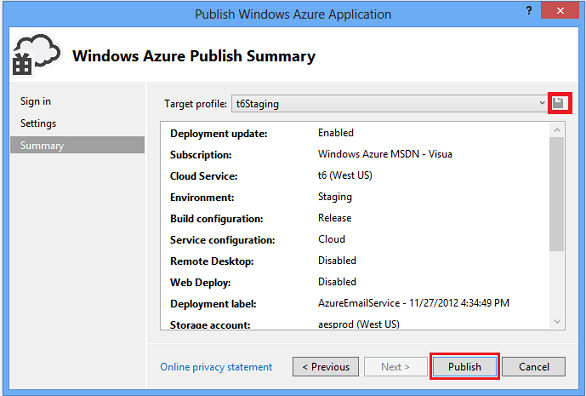 Publish Windows Azure Application
?
Windows Azure Publish Summary
Sign in
Settings
Summary
Target profile: t6Staging
Deployment update: Enabled
Subscription: Windows Azure MSDN - Visua
Cloud Service: t6 (West US)
Environment: Staging
Build configuration: Release
Service configuration: Cloud
Remote Desktop: Disabled
Web Deploy: Disabled
Deployment label: AzureEmailService - 11/27/2012 4:34:49 PM
Storage account: aesprod (West US)
Online privacy statement
< Previous
Next >
Publish
Cancel